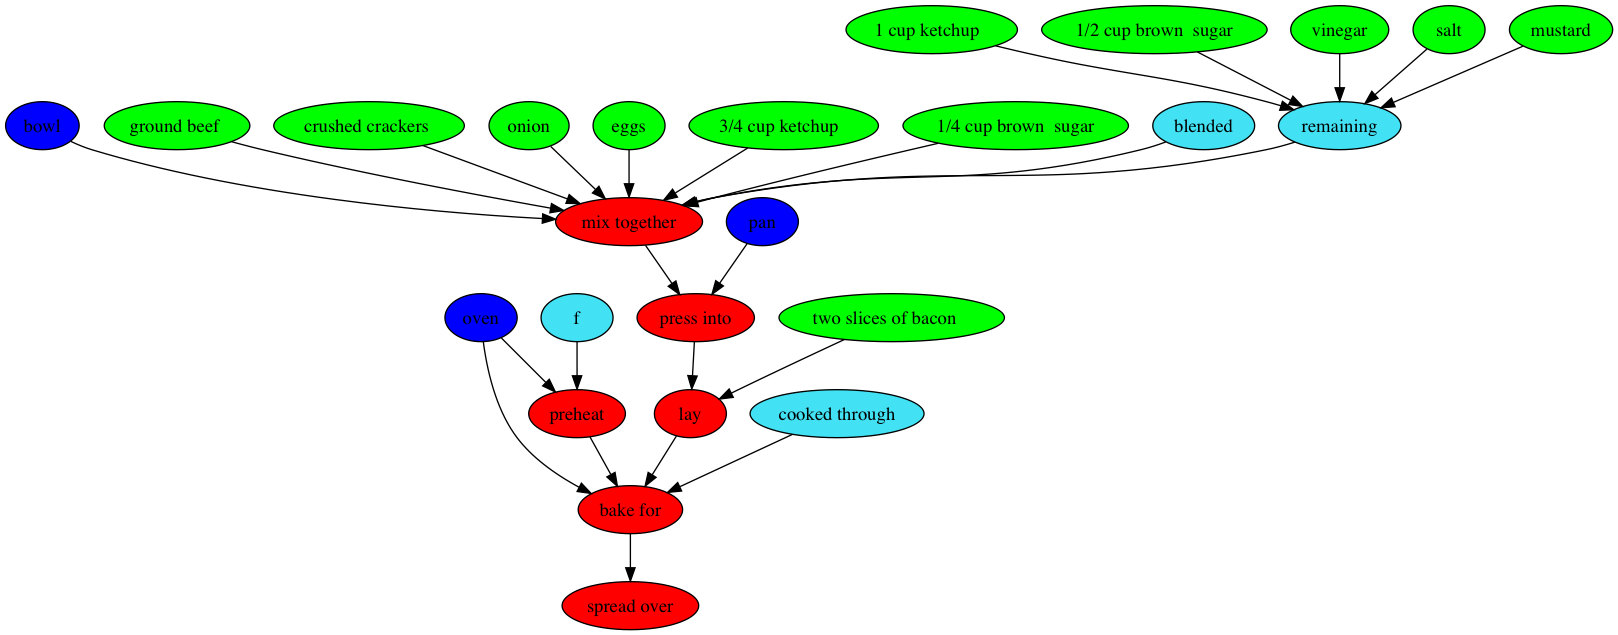 1 cup ketchup
1/2 cup brown  sugar
vinegar
salt
mustard
bowl
ground beef
crushed crackers
onion
eggs
3/4 cup ketchup
1/4 cup brown  sugar
blended
remaining
mix together
pan
oven
f
press into
two slices of bacon
preheat
lay
cooked through
bake for
spread over